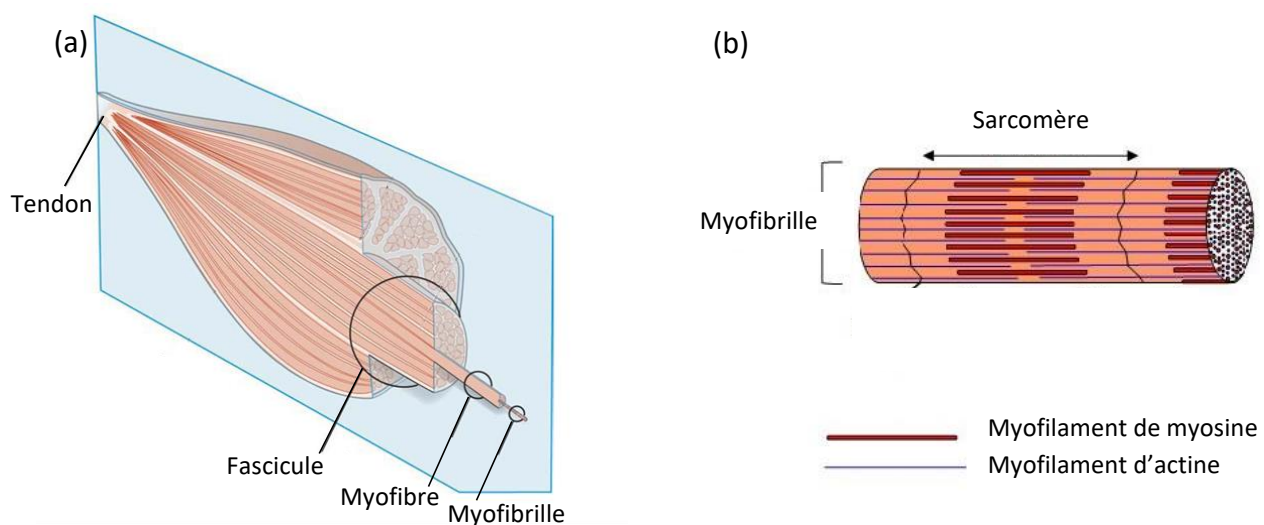 (a)
Tendon
Fascicule
Myofibre
Myofibrille
(b)
Sarcomère
Myofibrille
Myofilament de myosine
Myofilament d’actine